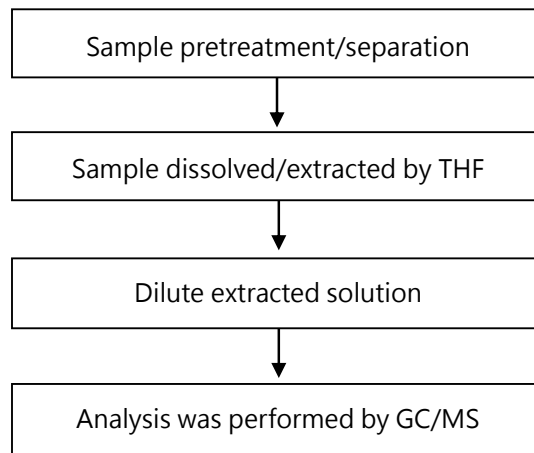 Sample pretreatment/separation
Sample dissolved/extracted by THF
Dilute extracted solution
Analysis was performed by GC/MS